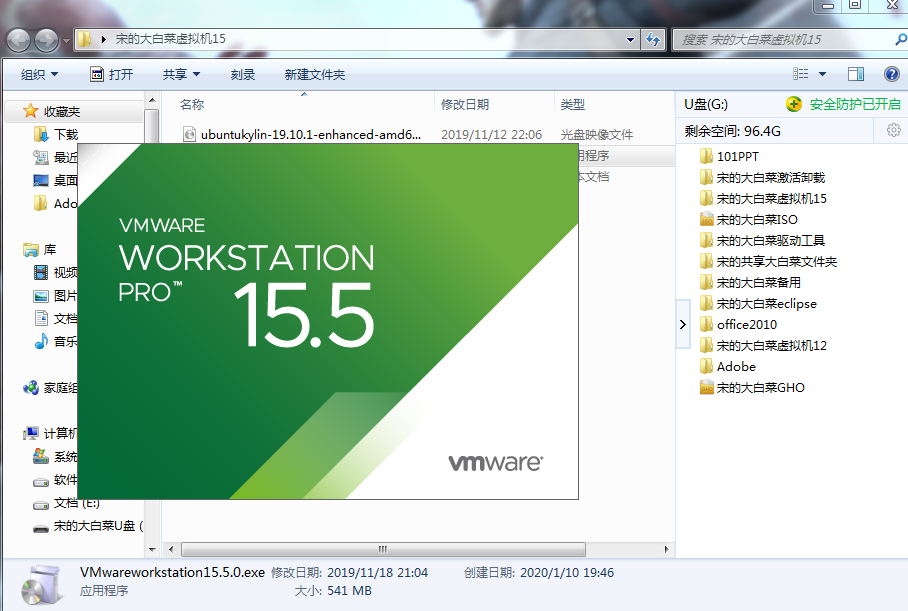 宋的大白菜虚拟机15
搜索 宋的大白菜虚拟机15
组织 打开 共享 刻录 新建文件夹
收藏夹
下载
最近
桌面
Ado
库
视频
图片
文档
音乐
家庭组
计算机
系统
软件
文档 (E:)
宋的大白菜U盘 (
名称 修改日期 类型
ubuntukylin-19.10.1-enhanced-amd6... 2019/11/12 22:06 光盘映像文件
用程序
本文档
VMWARE
WORKSTATION
PRO™
15.5
vmware®
U盘(G:) 安全防护已开启
剩余空间: 96.4G
101PPT
宋的大白菜激活卸载
宋的大白菜虚拟机15
宋的大白菜ISO
宋的大白菜驱动工具
宋的共享大白菜文件夹
宋的大白菜备用
宋的大白菜eclipse
office2010
宋的大白菜虚拟机12
Adobe
宋的大白菜GHO
VMwareworkstation15.5.0.exe 修改日期: 2019/11/18 21:04 创建日期: 2020/1/10 19:46
应用程序 大小: 541 MB